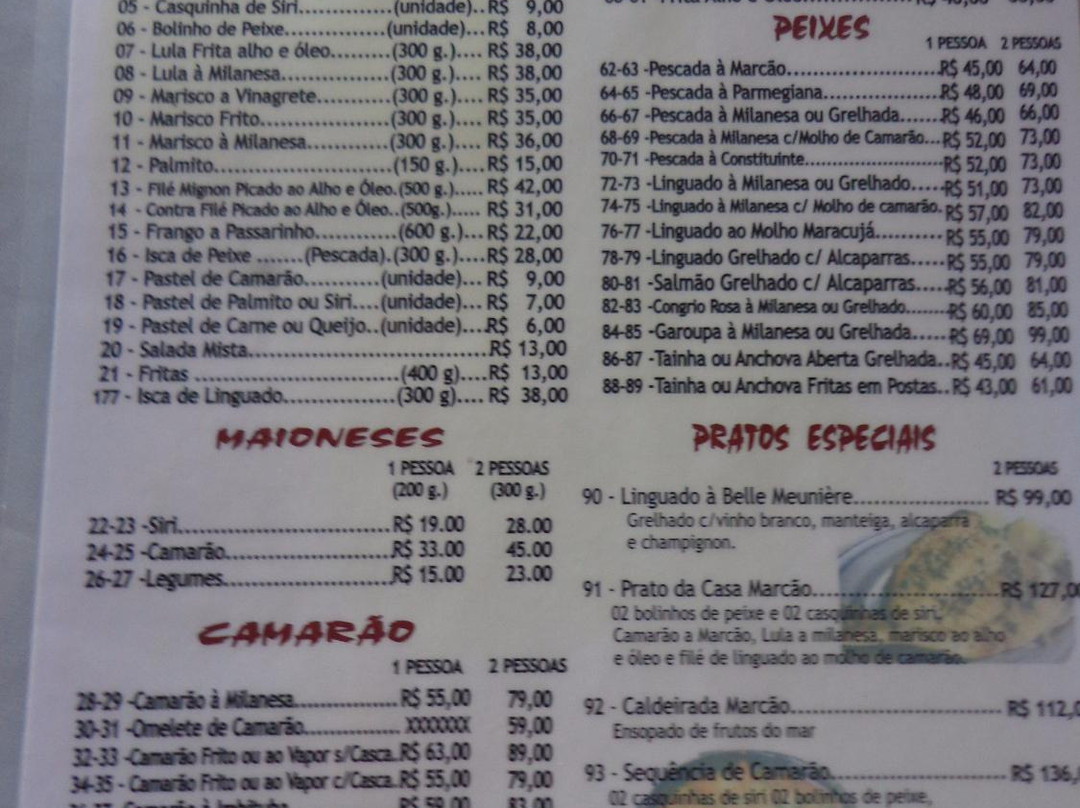 05 - Casquinha de Siri...............(unidade)..R$ 9,00
06 - Bolinho de Peixe...............(unidade)...R$ 8,00
07 - Lula Frita alho e óleo.........(300 g.)....R$ 38,00
08 - Lula à Milanesa................(300 g.)....R$ 38,00
09 - Marisco a Vinagrete...........(300 g.)....R$ 35,00
10 - Marisco Frito...................(300 g.)....R$ 35,00
11 - Marisco à Milanesa.............(300 g.)....R$ 36,00
12 - Palmito...........................(150 g.)....R$ 15,00
13 - Filé Mignon Picado ao Alho e Óleo.(500 g.)..... R$ 42,00
14 - Contra Filé Picado ao Alho e Óleo..(500g.)..... R$ 31,00
15 - Frango a Passarinho............(600 g.)...R$ 22,00
16 - Isca de Peixe .......(Pescada).(300 g.)....R$ 28,00
17 - Pastel de Camarão...........(unidade)...R$ 9,00
18 - Pastel de Palmito ou Siri....(unidade)...R$ 7,00
19 - Pastel de Carne ou Queijo..(unidade)...R$ 6,00
20 - Salada Mista..................................R$ 13,00
21 - Fritas .............................(400 g)....R$ 13,00
177 - Isca de Linguado................(300 g).... R$ 38,00
MAIONESES
1 PESSOA 2 PESSOAS
(200 g.) (300 g.)
22-23 -Siri..............................R$ 19.00 28.00
24-25 -Camarão.......................R$ 33.00 45.00
26-27 -Legumes.......................R$ 15.00 23.00
CAMARÃO
1 PESSOA 2 PESSOAS
28-29 -Camarão à Milanesa...............R$ 55,00 79,00
30-31 -Omelete de Camarão.............. XXXXXXX 59,00
32-33 -Camarão Frito ou ao Vapor s/Casca..R$ 63,00 89,00
34-35 - Camarão Frito ou ao Vapor c/Casca.R$ 55,00 79,00
R$ 59,00 83,00
PEIXES
1 PESSOA 2 PESSOAS
62-63 -Pescada à Marcão......................R$ 45,00 64,00
64-65 -Pescada à Parmegiana.................R$ 48,00 69,00
66-67 -Pescada à Milanesa ou Grelhada......R$ 46,00 66,00
68-69 -Pescada à Milanesa c/Molho de Camarão...R$ 52,00 73,00
70-71 -Pescada à Constituinte....................R$ 52,00 73,00
72-73 -Linguado à Milanesa ou Grelhado.....R$ 51,00 73,00
74-75 -Linguado à Milanesa c/ Molho de camarão. R$ 57,00 82,00
76-77 -Linguado ao Molho Maracujá.......... R$ 55,00 79,00
78-79 -Linguado Grelhado c/ Alcaparras.....R$ 55,00 79,00
80-81 -Salmão Grelhado c/ Alcaparras.....R$ 56,00 81,00
82-83 -Congrio Rosa à Milanesa ou Grelhado.......R$ 60,00 85,00
84-85 -Garoupa à Milanesa ou Grelhada.....R$ 69,00 99,00
86-87 -Tainha ou Anchova Aberta Grelhada..R$ 45,00 64,00
88-89 -Tainha ou Anchova Fritas em Postas..R$ 43,00 61,00
PRATOS ESPECIAIS
2 PESSOAS
90 - Linguado à Belle Meunière.................... R$ 99,00
Grelhado c/vinho branco, manteiga, alcaparra
e champignon.
91 - Prato da Casa Marcão...........................R$ 127,0
02 bolinhos de peixe e 02 casquinhas de siri,
Camarão a Marcão, Lula a milanesa, marisco ao alho
e óleo e filé de linguado ao molho de camarão.
92 - Caldeirada Marcão............................... R$ 112,0
Ensopado de frutos do mar
93 - Sequência de Camarão......................... R$ 136,
02 casquinhas de siri 02 bolinhos de peixe,